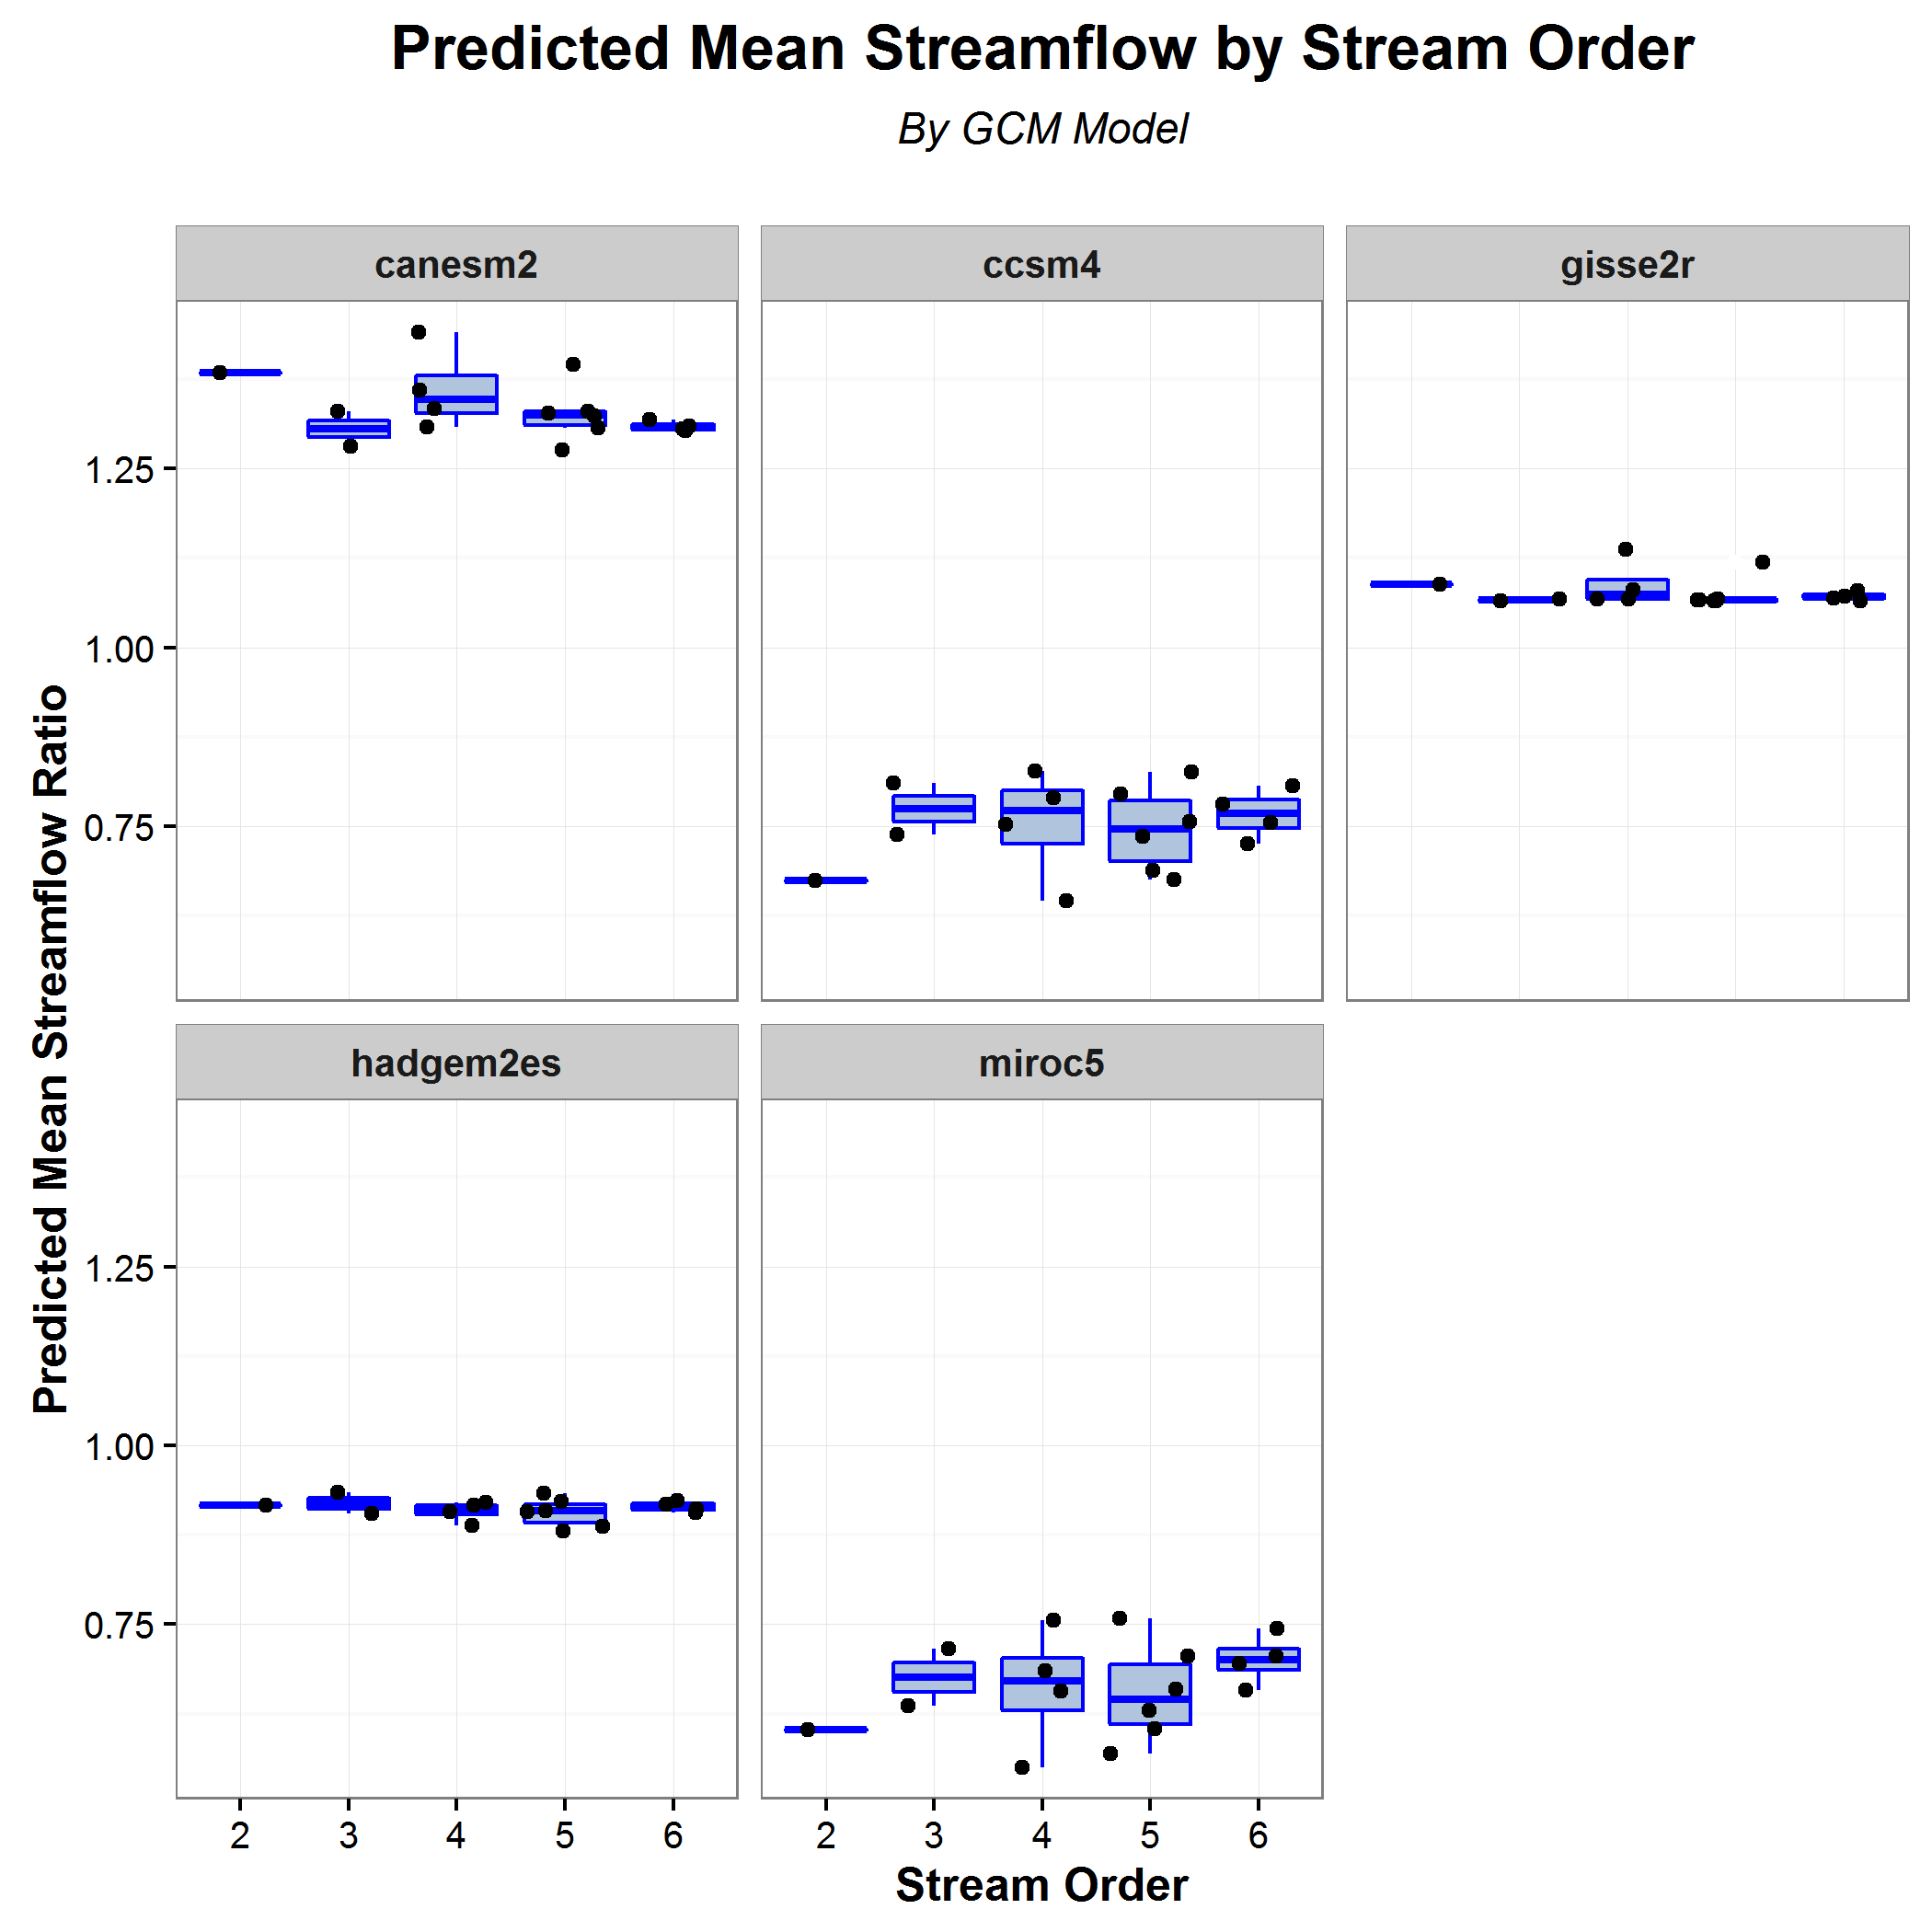 Predicted Mean Streamflow by Stream Order
By GCM Model
canesm2
ccsm4
gisse2r
1.25
1.00
0.75
Predicted Mean Streamflow Ratio
hadgem2es
miroc5
1.25
1.00
0.75
2 3 4 5 6
2 3 4 5 6
Stream Order